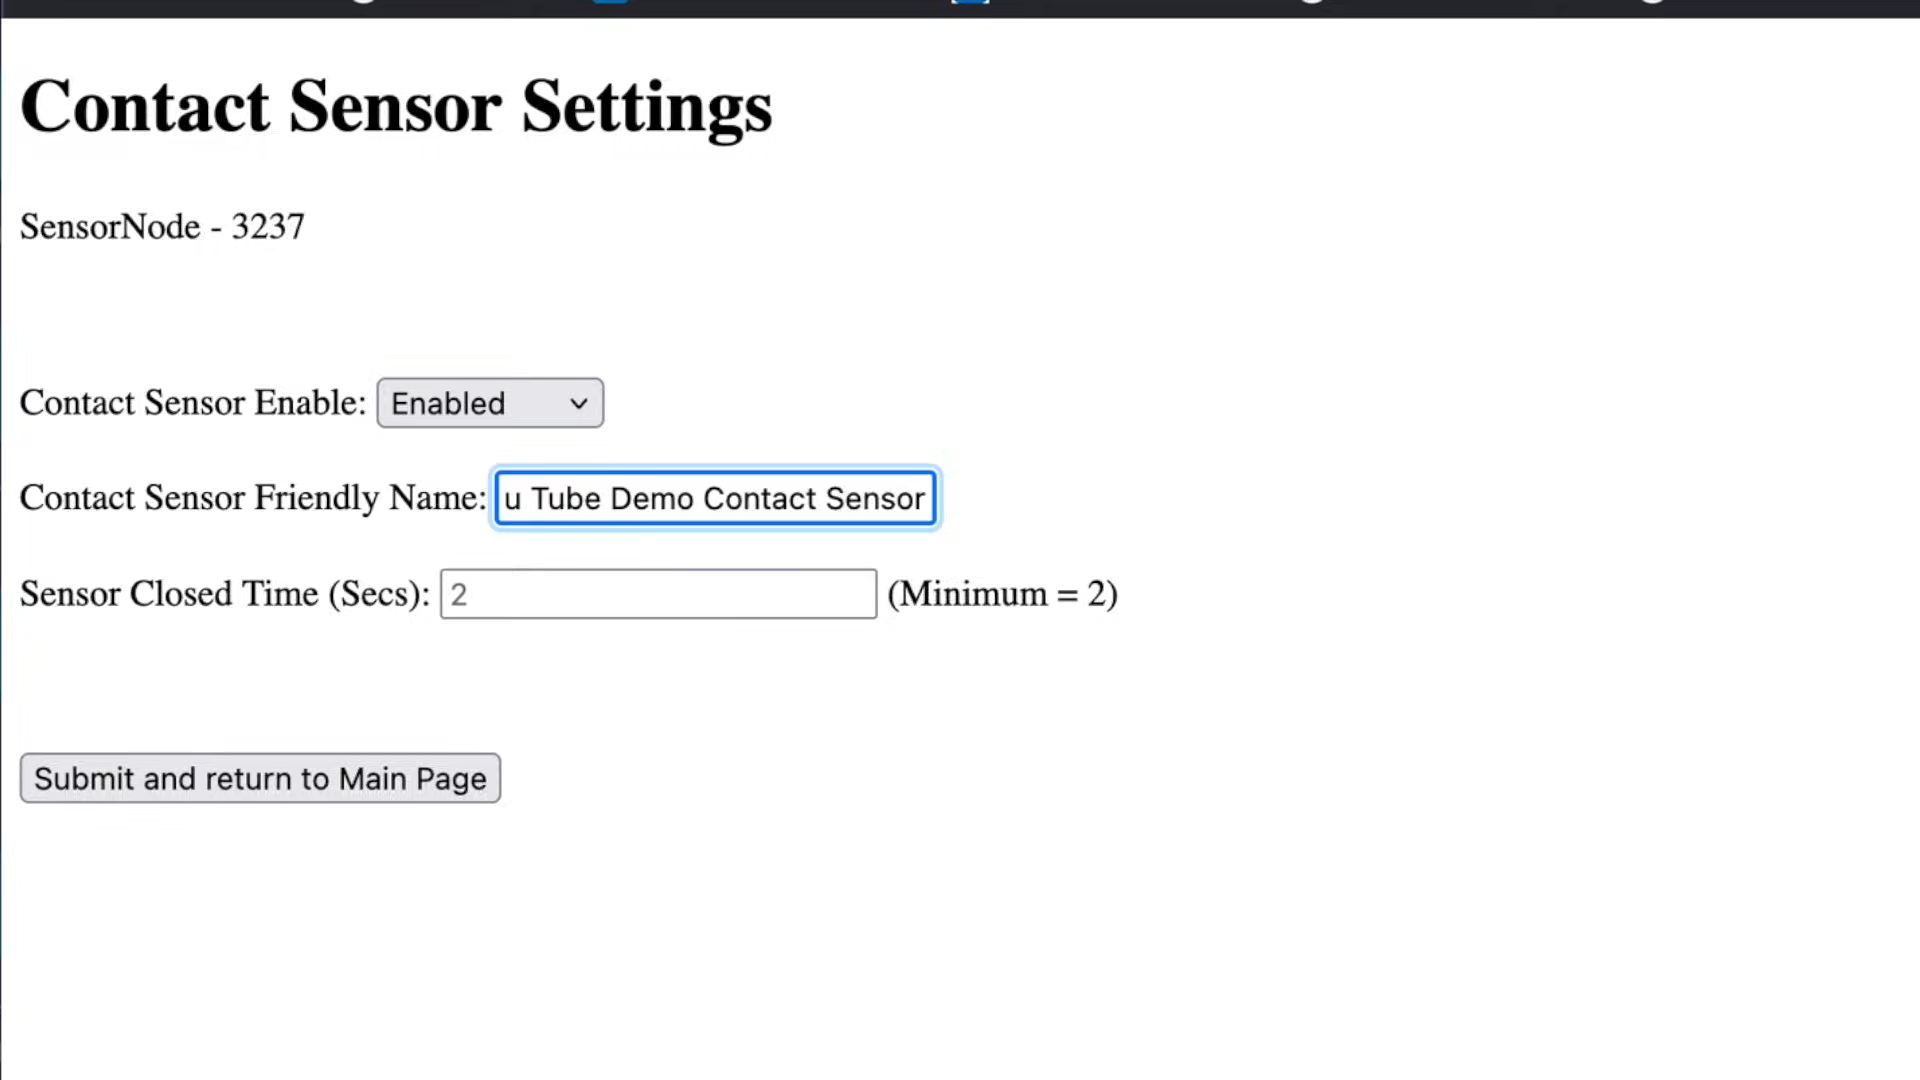 Contact Sensor Settings
SensorNode - 3237
Contact Sensor Enable: Enabled
Contact Sensor Friendly Name: u Tube Demo Contact Sensor
Sensor Closed Time (Secs): 2 (Minimum = 2)
Submit and return to Main Page